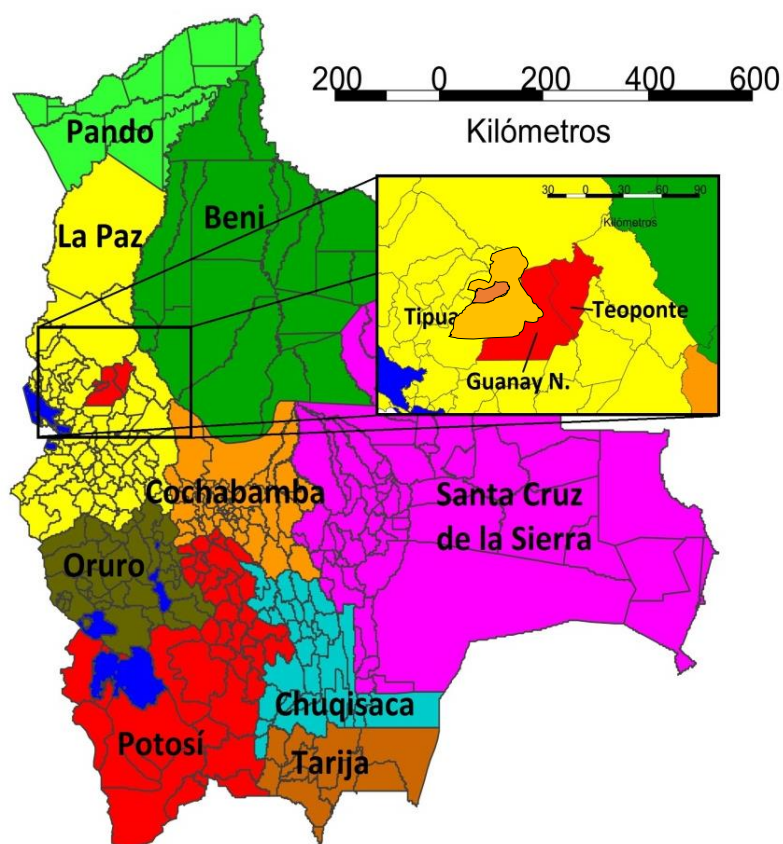 200 0 200 400 600
Kilómetros
Pando
La Paz
Beni
30 0 30 60 90
Kilómetros
Tipua
Teoponte
Guanay N.
Cochabamba
Santa Cruz
de la Sierra
Oruro
Chuqisaca
Potosí
Tarija